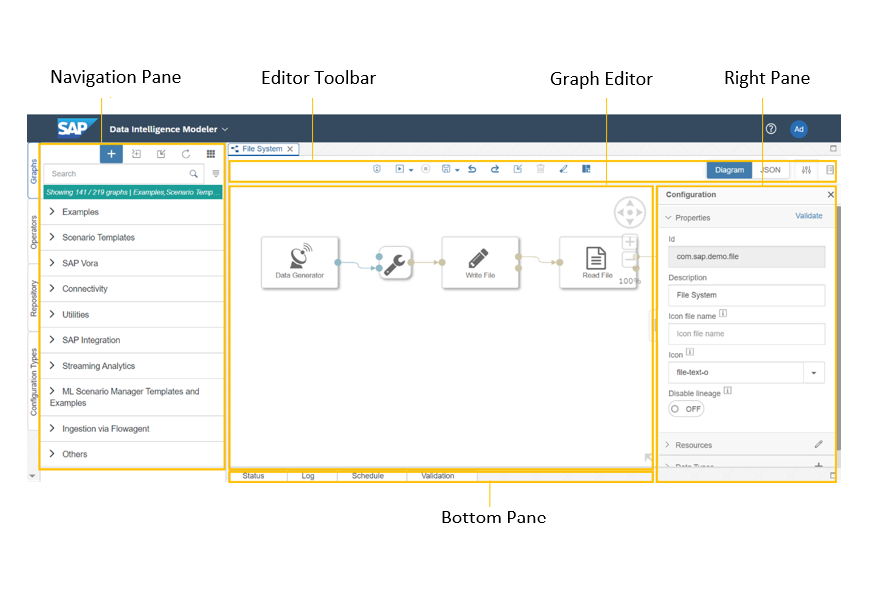 Navigation Pane
Editor Toolbar
Graph Editor
Right Pane
SAP
Data Intelligence Modeler
Ad
Graphs
Operators
Repository
Configuration Types
Search
Showing 141 / 219 graphs | Examples,Scenario Temp...
Examples
Scenario Templates
SAP Vora
Connectivity
Utilities
SAP Integration
Streaming Analytics
ML Scenario Manager Templates and
Examples
Ingestion via Flowagent
Others
File System
Diagram
JSON
Data Generator
Write File
Read File
100%
Configuration
Properties
Validate
Id
com.sap.demo.file
Description
File System
Icon file name
Icon file name
Icon
file-text-o
Disable lineage
OFF
Resources
Data Types
Status
Log
Schedule
Validation
Bottom Pane